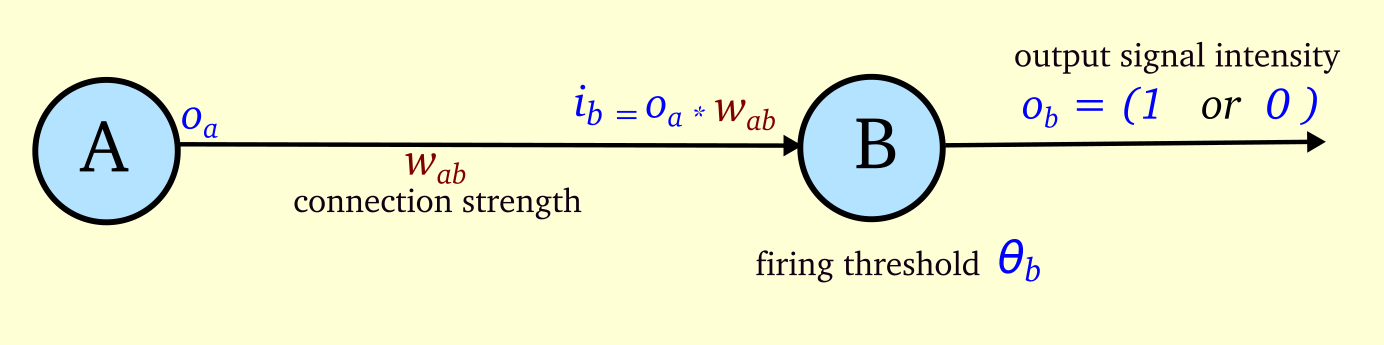 output signal intensity
A
o_a
i_b = o_a * w_ab
B
o_b = (1 or 0 )
w_ab
connection strength
firing threshold θ_b